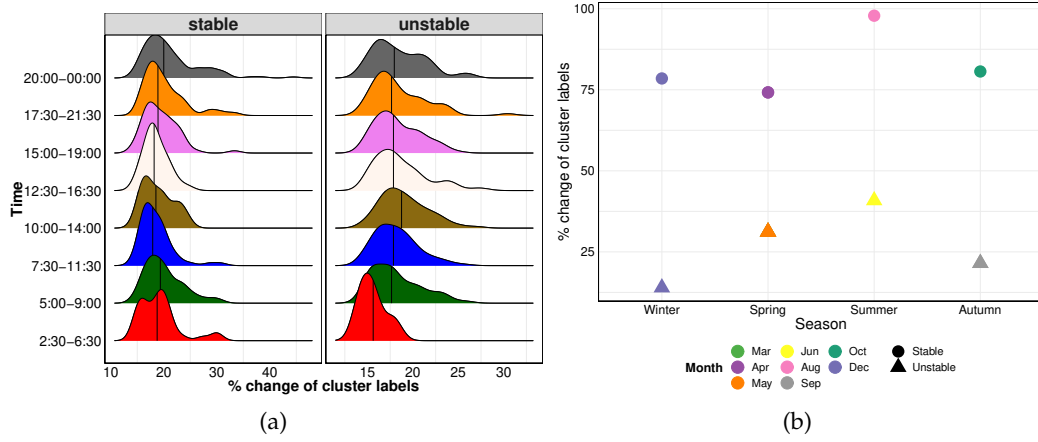 stable
unstable
Time
20:00−00:00
17:30−21:30
15:00−19:00
12:30−16:30
10:00−14:00
7:30−11:30
5:00−9:00
2:30−6:30
10 20 30 40
15 20 25 30
% change of cluster labels
(a)
% change of cluster labels
100
75
50
25
Winter Spring Summer Autumn
Season
Month
Mar Jun Oct Stable
Apr Aug Dec Unstable
May Sep
(b)